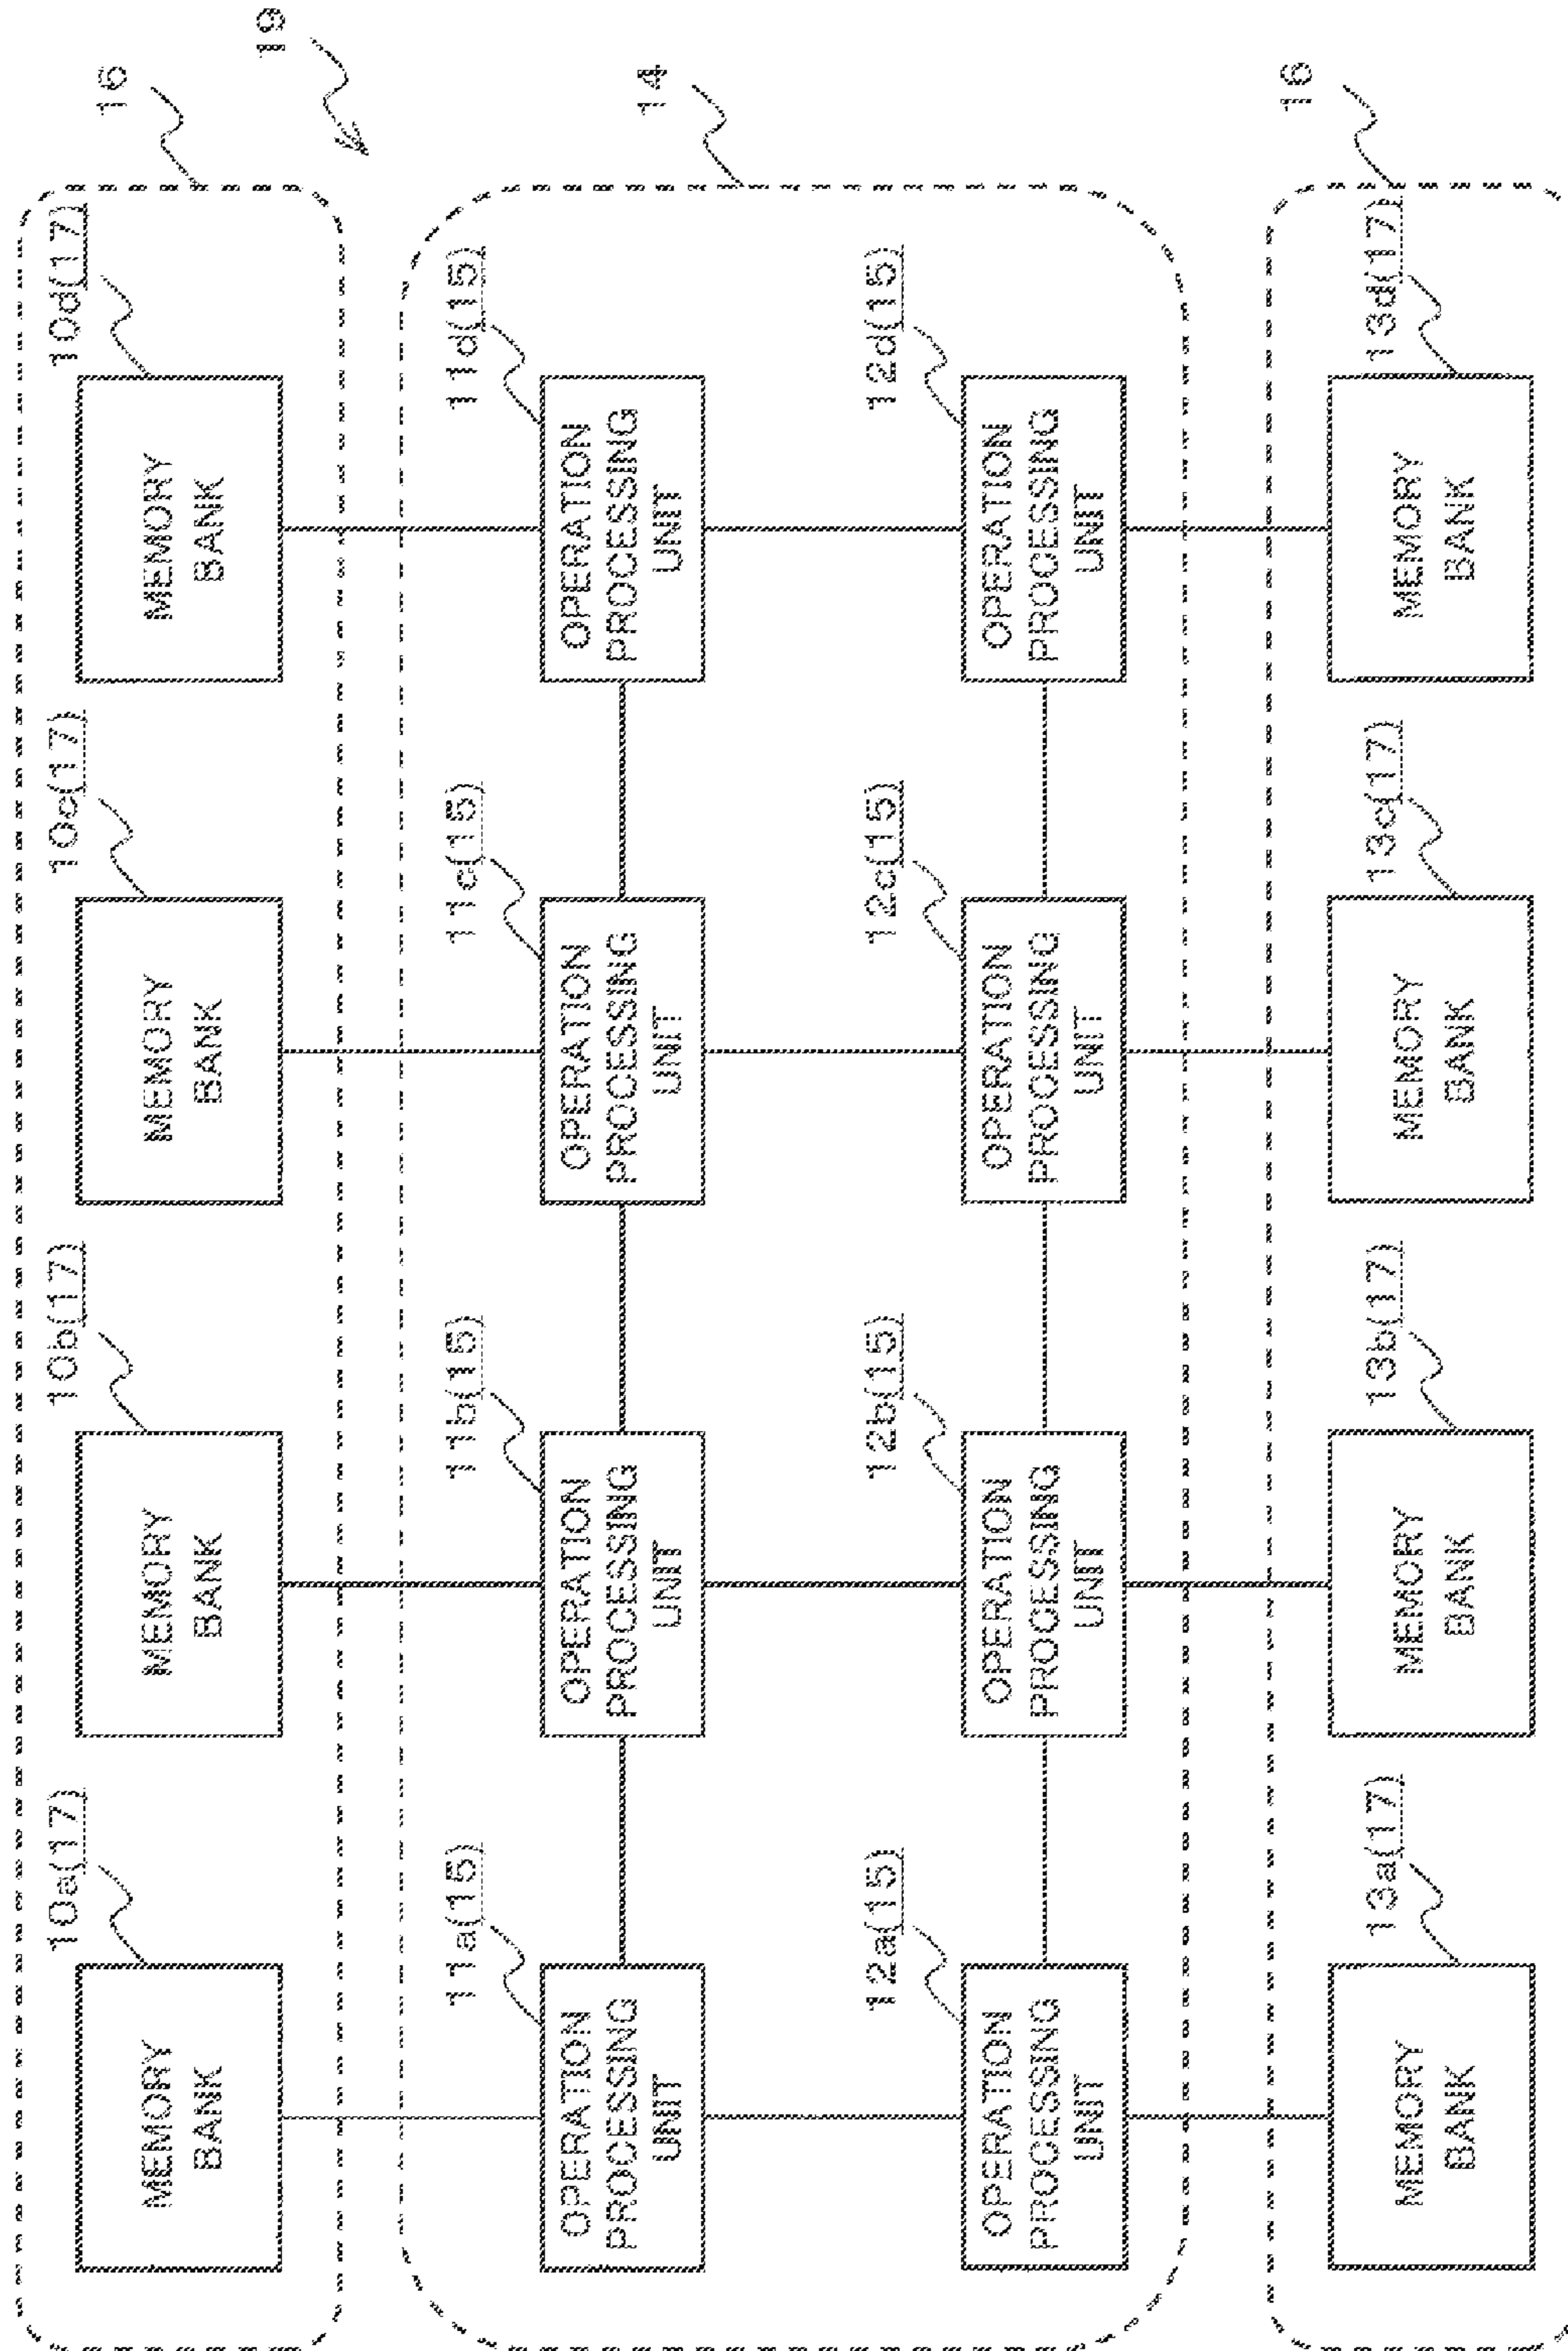 10a(17)
10b(17)
10c(17)
10d(17)
16
MEMORY
BANK
MEMORY
BANK
MEMORY
BANK
MEMORY
BANK
19
11a(15)
11b(15)
11c(15)
11d(15)
OPERATION
PROCESSING
UNIT
OPERATION
PROCESSING
UNIT
OPERATION
PROCESSING
UNIT
OPERATION
PROCESSING
UNIT
14
12a(15)
12b(15)
12c(15)
12d(15)
OPERATION
PROCESSING
UNIT
OPERATION
PROCESSING
UNIT
OPERATION
PROCESSING
UNIT
OPERATION
PROCESSING
UNIT
16
13a(17)
13b(17)
13c(17)
13d(17)
MEMORY
BANK
MEMORY
BANK
MEMORY
BANK
MEMORY
BANK